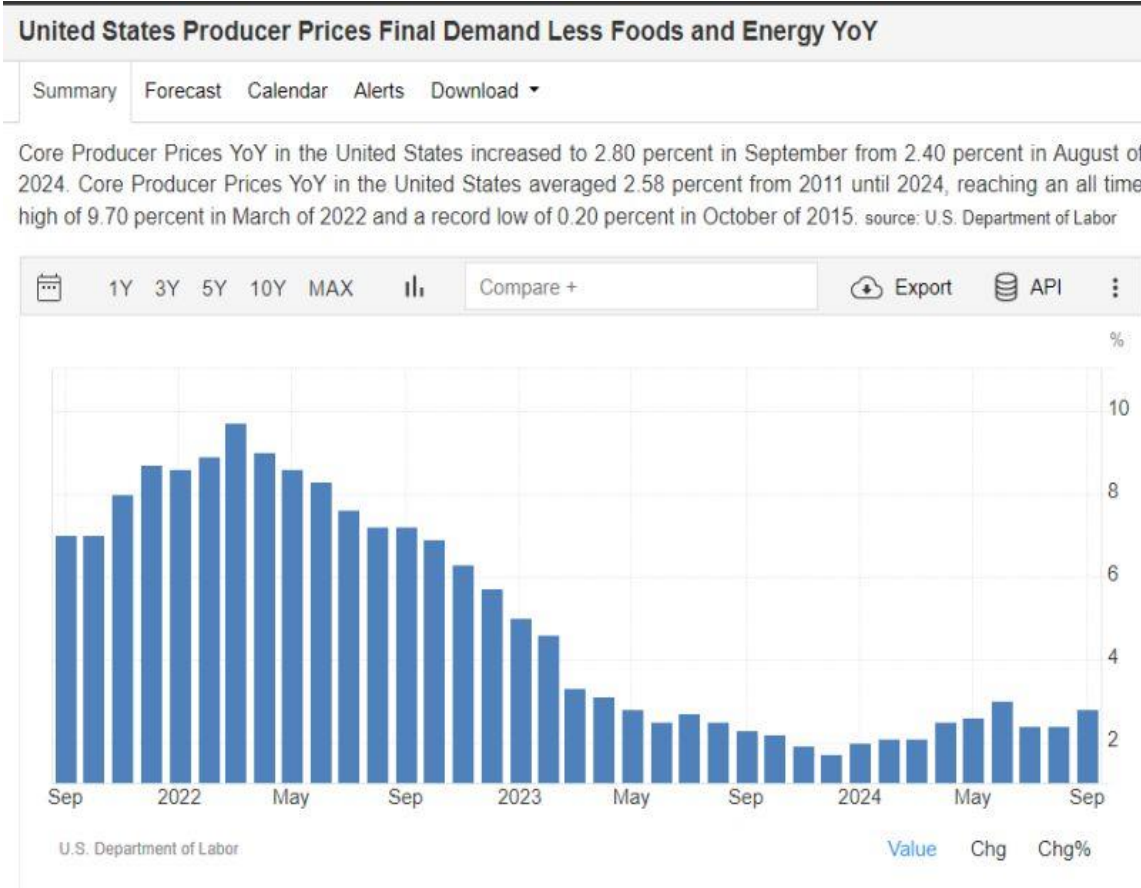 United States Producer Prices Final Demand Less Foods and Energy YoY
Summary Forecast Calendar Alerts Download
Core Producer Prices YoY in the United States increased to 2.80 percent in September from 2.40 percent in August of
2024. Core Producer Prices YoY in the United States averaged 2.58 percent from 2011 until 2024, reaching an all time
high of 9.70 percent in March of 2022 and a record low of 0.20 percent in October of 2015. source: U.S. Department of Labor
1Y 3Y 5Y 10Y MAX Compare + Export API
%
10
8
6
4
2
Sep 2022 May Sep 2023 May Sep 2024 May Sep
U.S. Department of Labor Value Chg Chg%